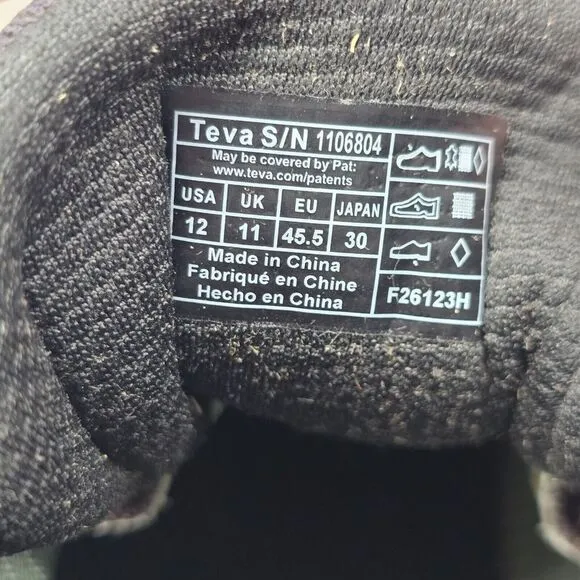 Teva S/N 1106804
May be covered by Pat:
www.teva.com/patents
USA UK EU JAPAN
12 11 45.5 30
Made in China
Fabriqué en Chine
Hecho en China
F26123H